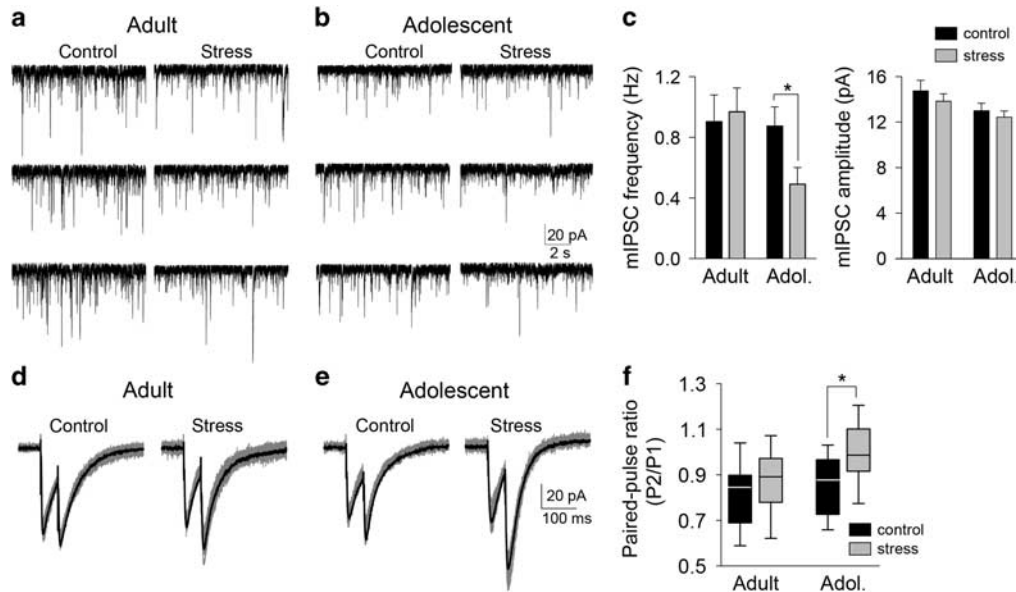 a
Adult
Control Stress
b
Adolescent
Control Stress
20 pA
2 s
c
control
stress
mIPSC frequency (Hz)
1.2
0.8
0.4
0.0
*
Adult Adol.
mIPSC amplitude (pA)
16
12
8
4
0
Adult Adol.
d
Adult
Control Stress
e
Adolescent
Control Stress
20 pA
100 ms
f
Paired-pulse ratio
(P2/P1)
1.3
1.1
0.9
0.7
0.5
*
control
stress
Adult Adol.